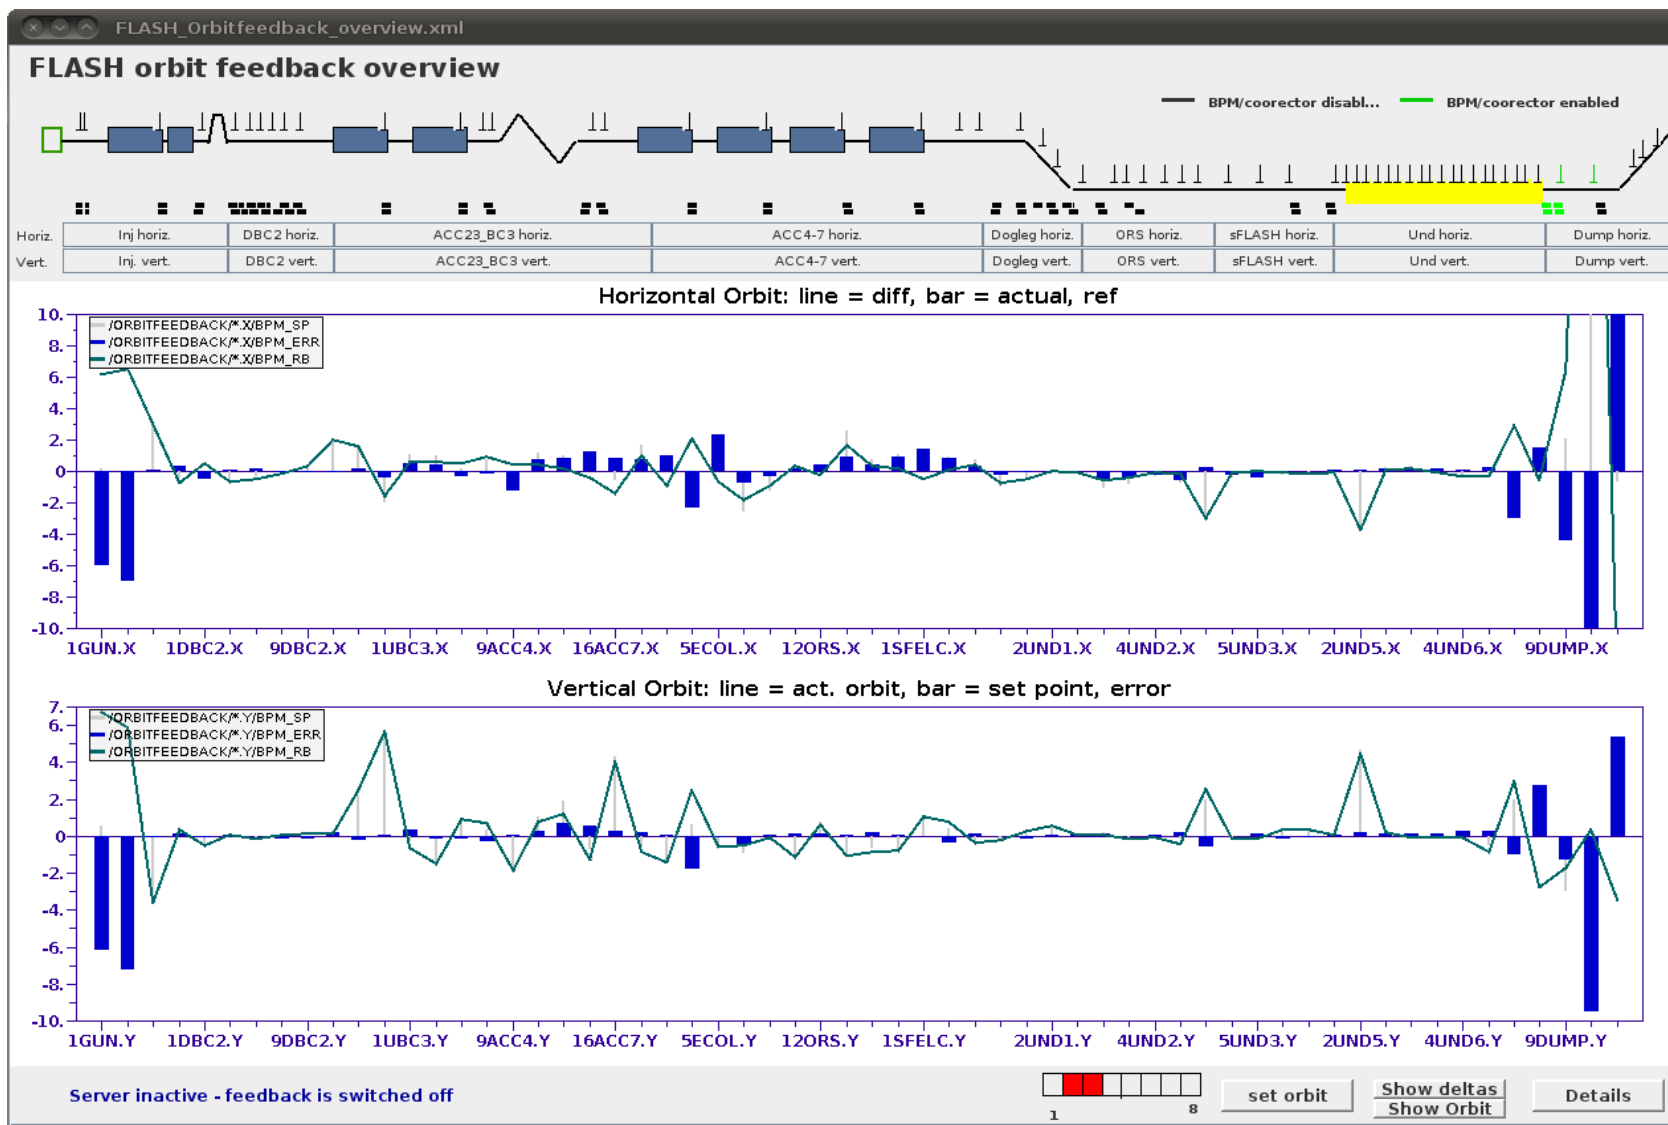 FLASH_Orbitfeedback_overview.xml
FLASH orbit feedback overview
BPM/coorector disabl... BPM/coorector enabled
Horiz. Inj horiz. DBC2 horiz. ACC23_BC3 horiz. ACC4-7 horiz. Dogleg horiz. ORS horiz. sFLASH horiz. Und horiz. Dump horiz.
Vert. Inj. vert. DBC2 vert. ACC23_BC3 vert. ACC4-7 vert. Dogleg vert. ORS vert. sFLASH vert. Und vert. Dump vert.
Horizontal Orbit: line = diff, bar = actual, ref
10.
/ORBITFEEDBACK/*.X/BPM_SP
8.
/ORBITFEEDBACK/*.X/BPM_ERR
/ORBITFEEDBACK/*.X/BPM_RB
6.
4.
2.
0
-2.
-4.
-6.
-8.
-10.
1GUN.X 1DBC2.X 9DBC2.X 1UBC3.X 9ACC4.X 16ACC7.X 5ECOL.X 12ORS.X 1SFELC.X 2UND1.X 4UND2.X 5UND3.X 2UND5.X 4UND6.X 9DUMP.X
Vertical Orbit: line = act. orbit, bar = set point, error
7.
/ORBITFEEDBACK/*.Y/BPM_SP
6.
/ORBITFEEDBACK/*.Y/BPM_ERR
/ORBITFEEDBACK/*.Y/BPM_RB
4.
2.
0
-2.
-4.
-6.
-8.
-10.
1GUN.Y 1DBC2.Y 9DBC2.Y 1UBC3.Y 9ACC4.Y 16ACC7.Y 5ECOL.Y 12ORS.Y 1SFELC.Y 2UND1.Y 4UND2.Y 5UND3.Y 2UND5.Y 4UND6.Y 9DUMP.Y
Server inactive - feedback is switched off
1 8
set orbit
Show deltas
Show Orbit
Details